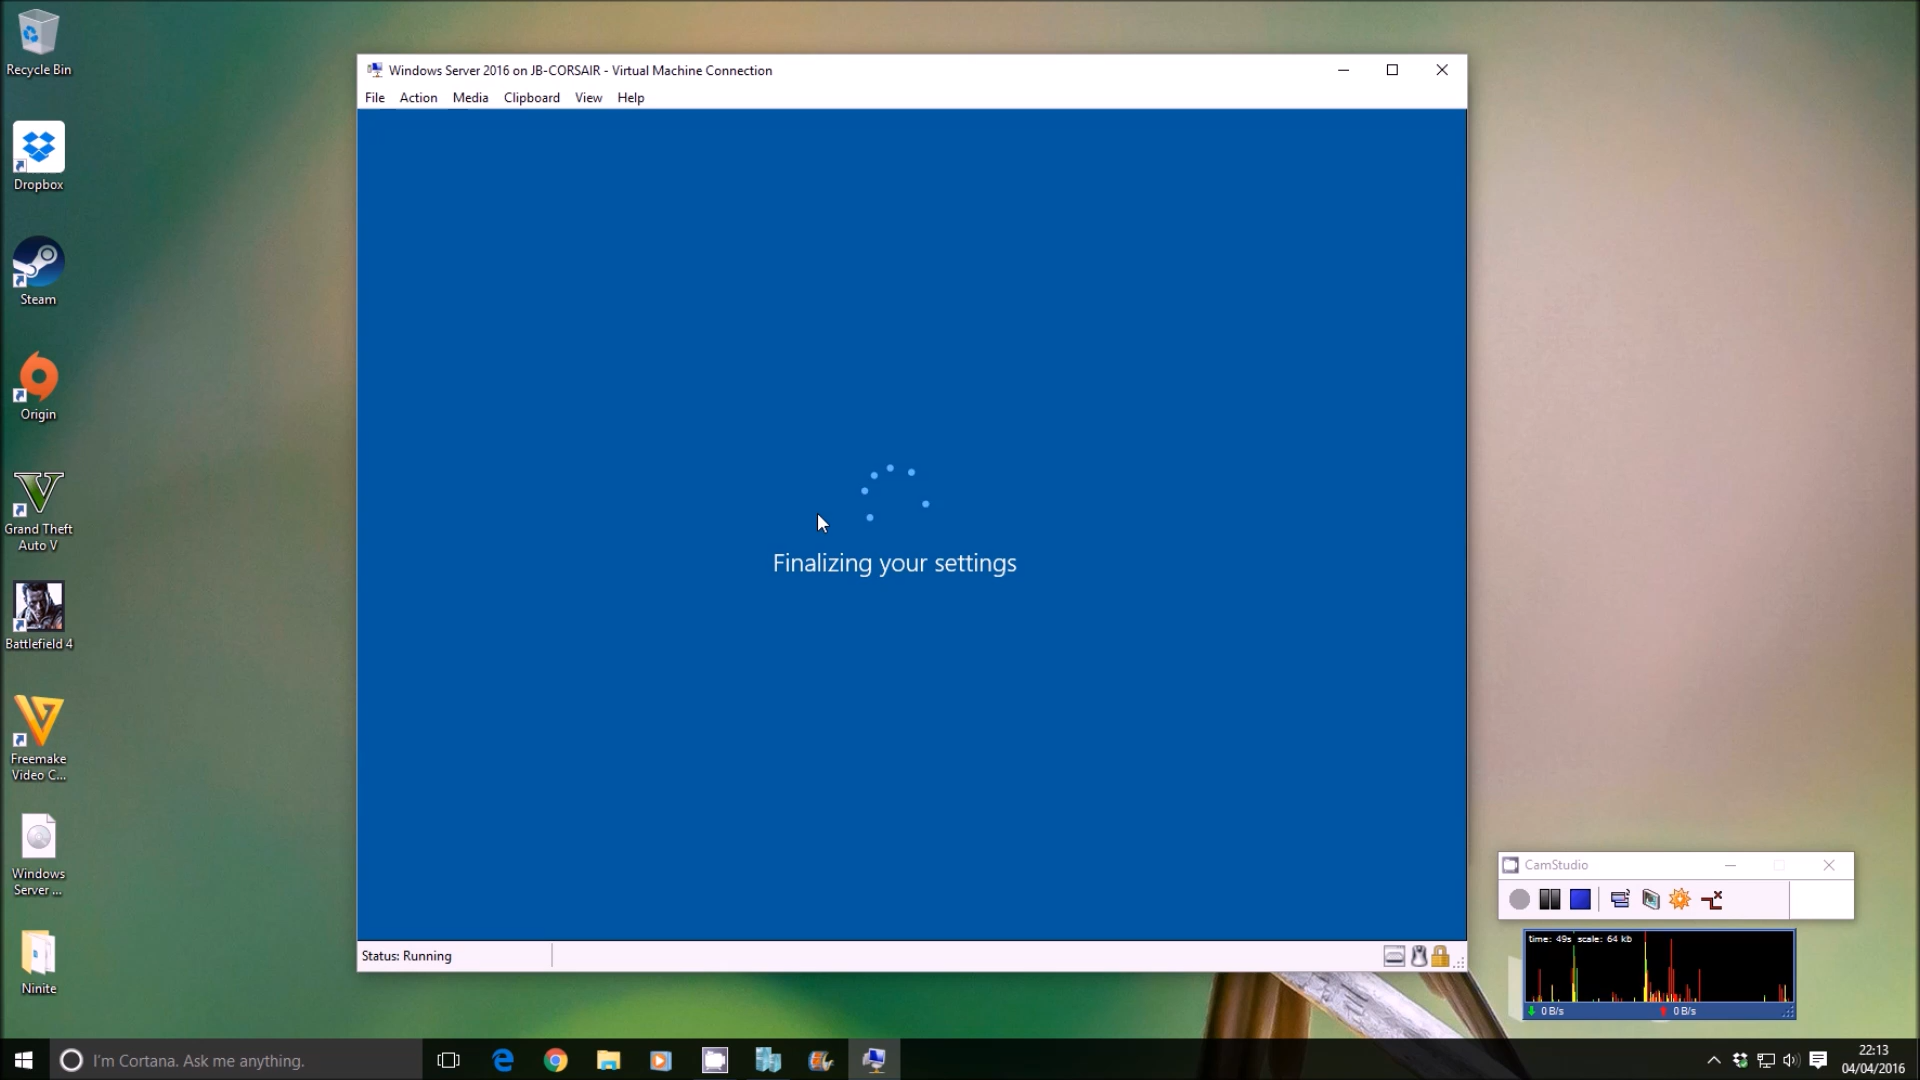 Recycle Bin
Dropbox
Steam
Origin
Grand Theft
Auto V
Battlefield 4
Freemake
Video C...
Windows
Server ...
Ninite
Windows Server 2016 on JB-CORSAIR - Virtual Machine Connection
File Action Media Clipboard View Help
Finalizing your settings
Status: Running
CamStudio
time: 49s scale: 64 kb
0 B/s 0 B/s
I'm Cortana. Ask me anything.
22:13
04/04/2016